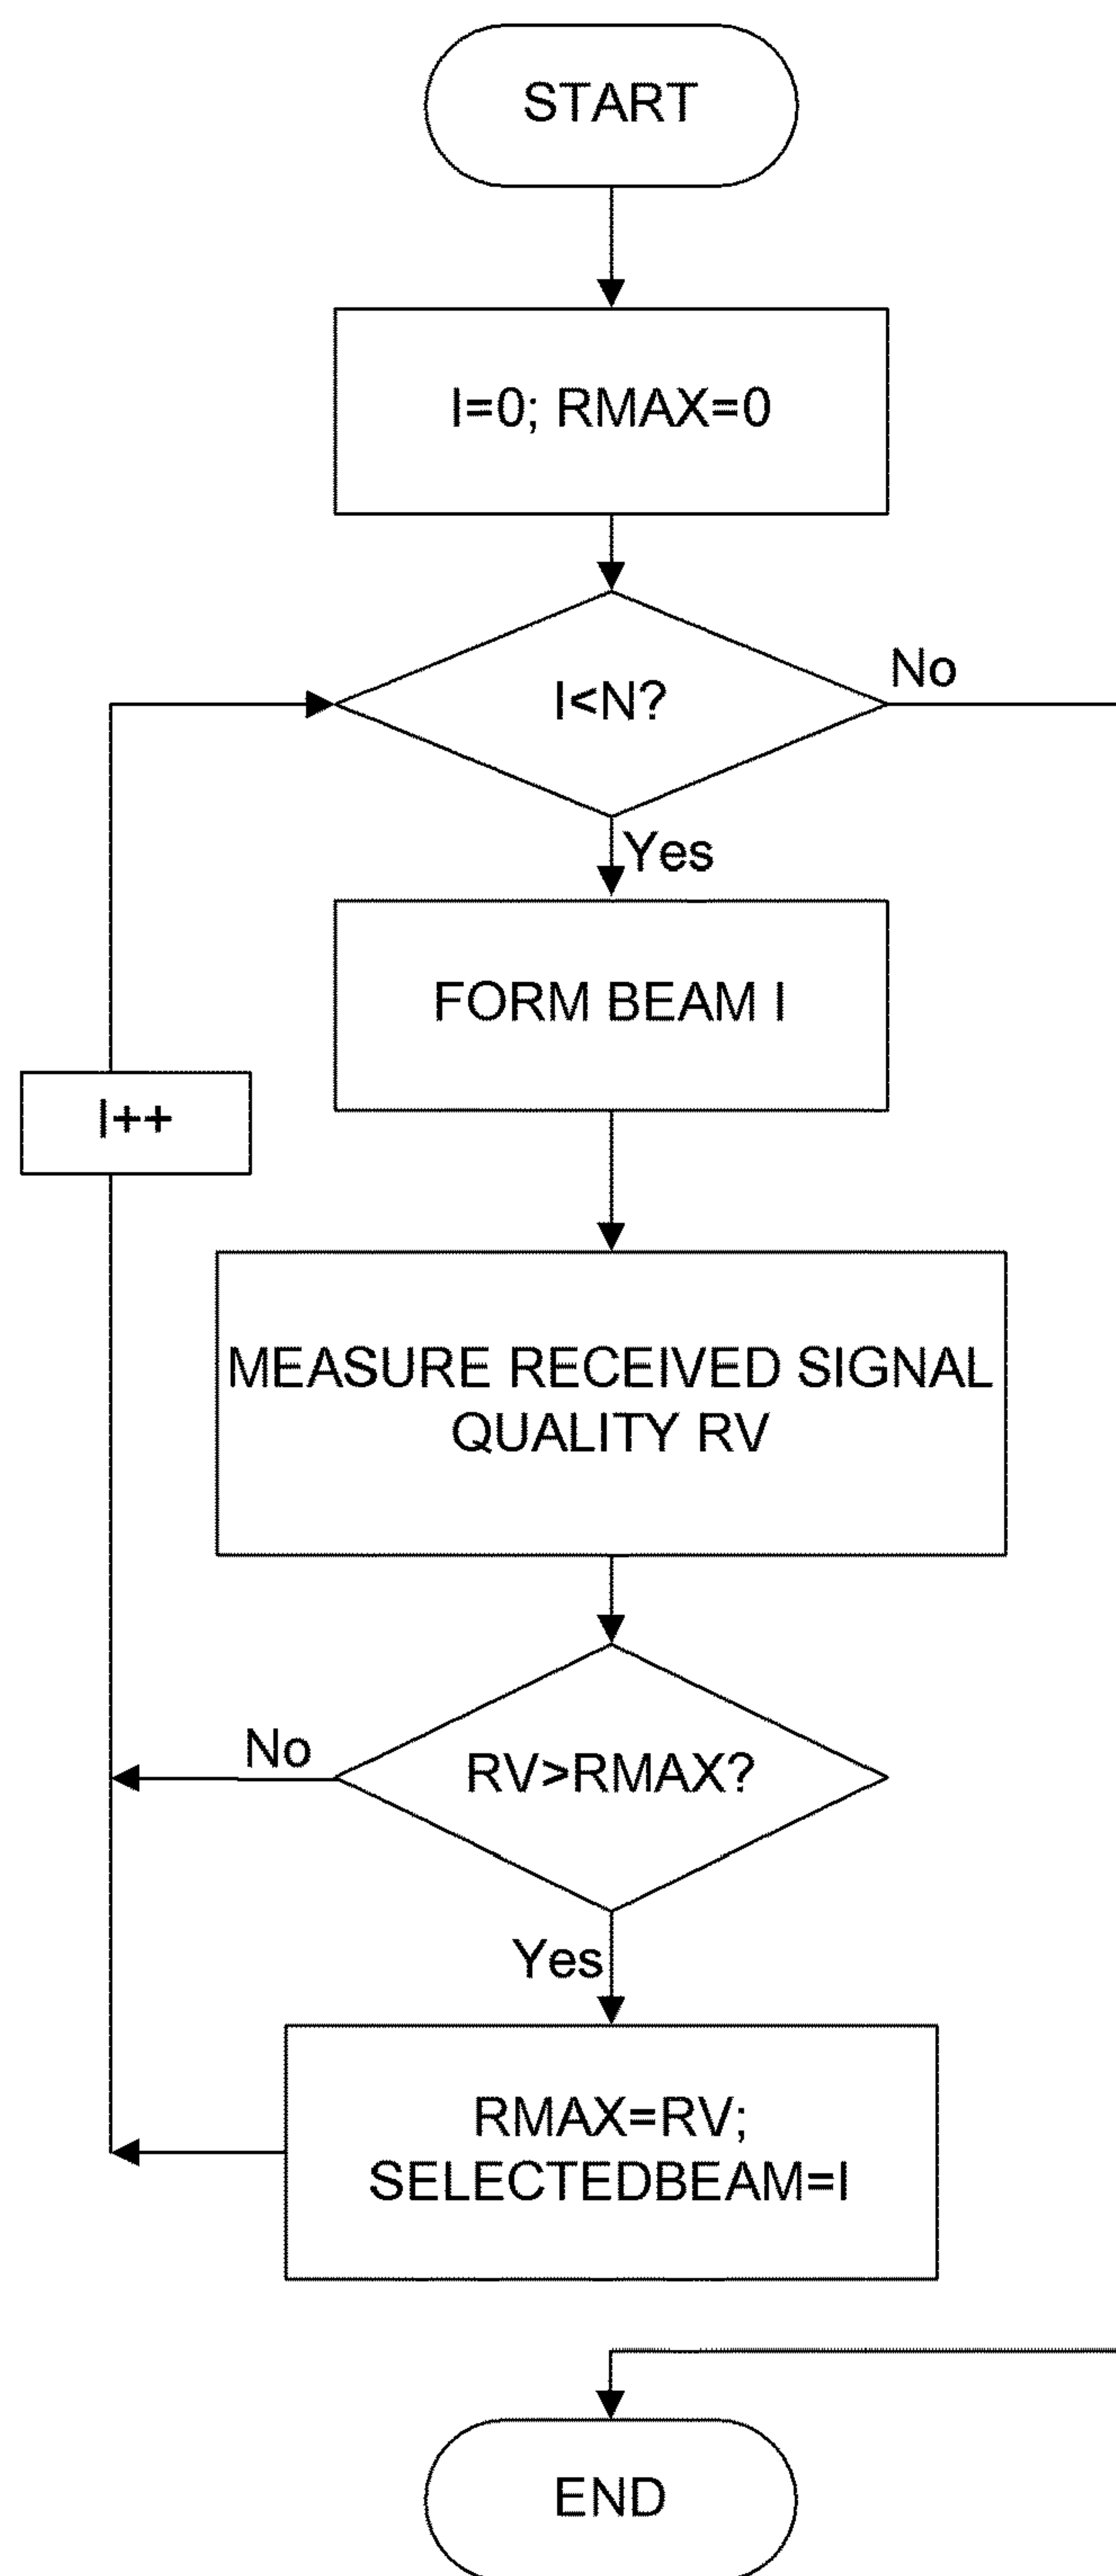 START
I=0; RMAX=0
I<N?
No
Yes
FORM BEAM I
I++
MEASURE RECEIVED SIGNAL
QUALITY RV
No
RV>RMAX?
Yes
RMAX=RV;
SELECTEDBEAM=I
END